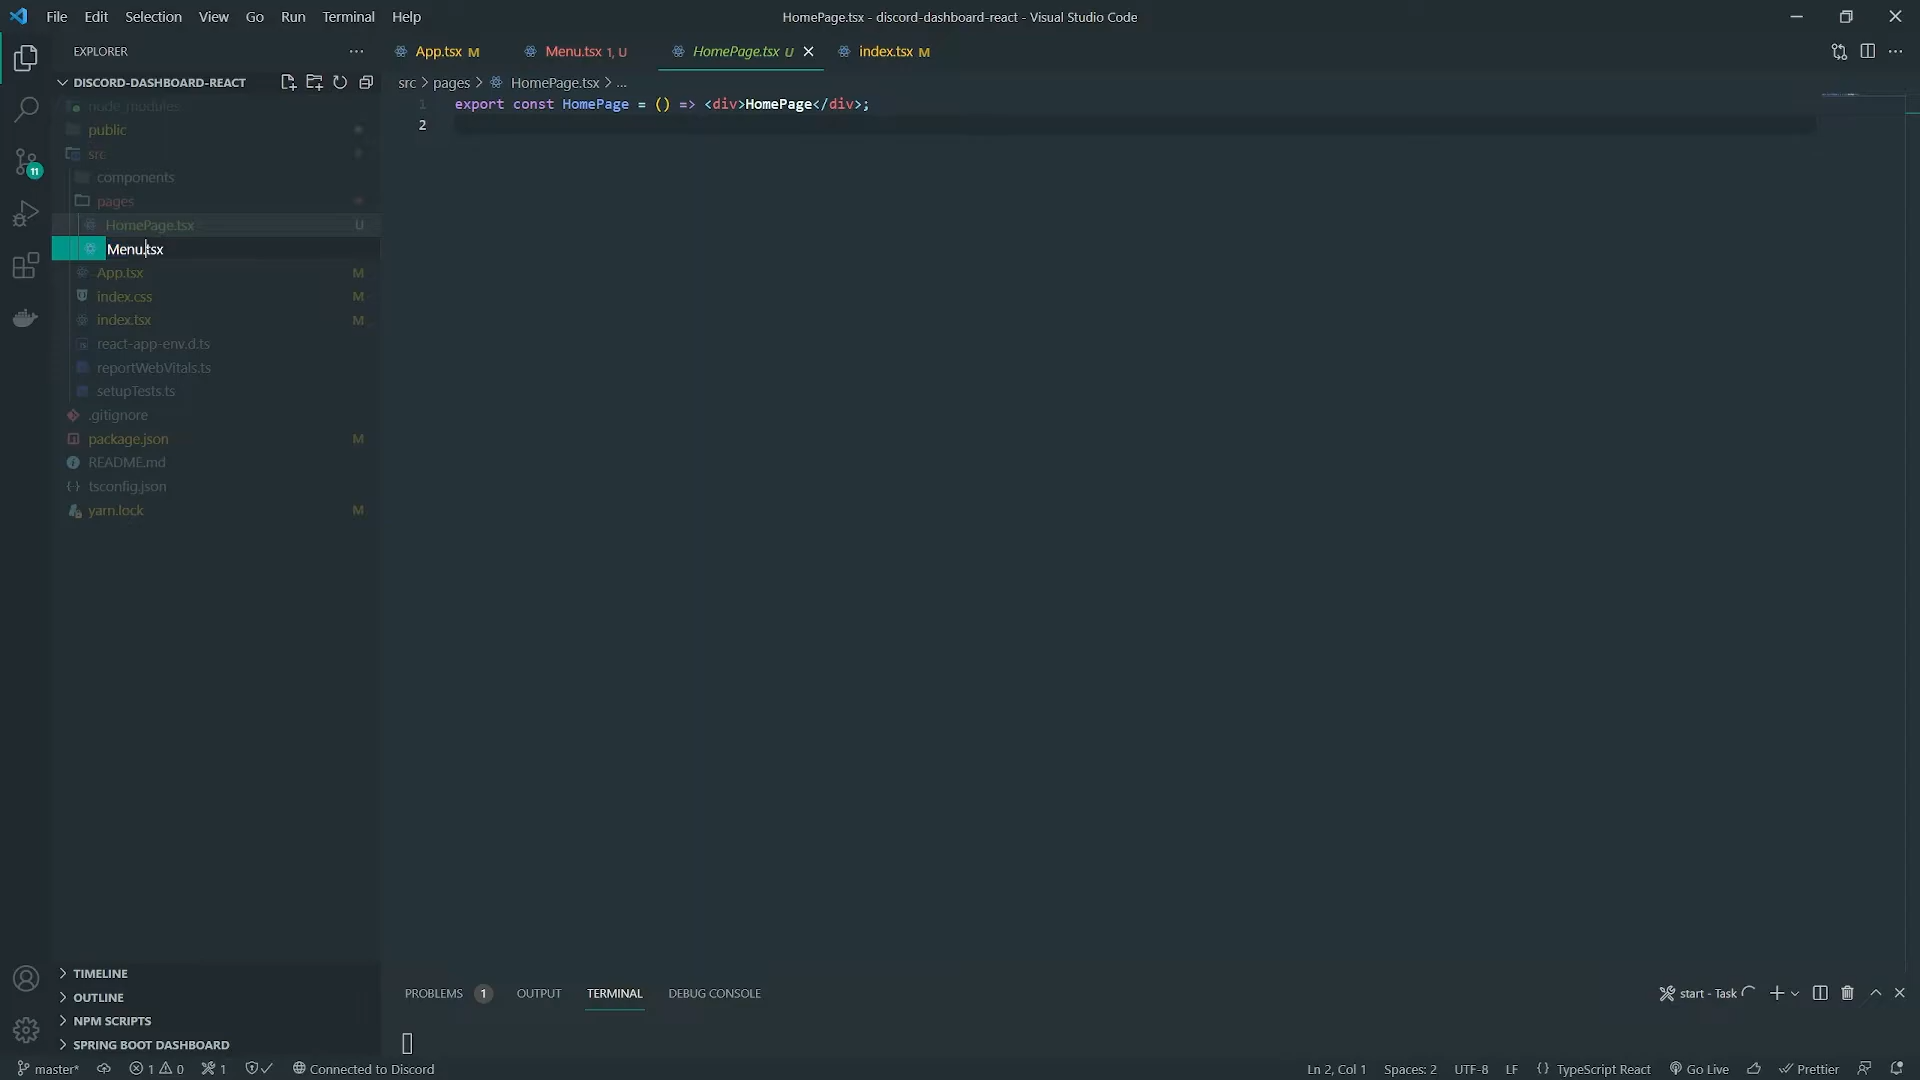 File Edit Selection View Go Run Terminal Help
HomePage.tsx - discord-dashboard-react - Visual Studio Code
EXPLORER
App.tsx M
Menu.tsx 1, U
HomePage.tsx U
index.tsx M
DISCORD-DASHBOARD-REACT
src > pages > HomePage.tsx > ...
node_modules
public
src
components
pages
HomePage.tsx U
Menu.tsx
App.tsx M
index.css M
index.tsx M
react-app-env.d.ts
reportWebVitals.ts
setupTests.ts
.gitignore
package.json M
README.md
tsconfig.json
yarn.lock M
11
1 export const HomePage = () => <div>HomePage</div>;
2
TIMELINE
OUTLINE
NPM SCRIPTS
SPRING BOOT DASHBOARD
PROBLEMS 1 OUTPUT TERMINAL DEBUG CONSOLE
start - Task
master* 1 0 1 Connected to Discord
Ln 2, Col 1 Spaces: 2 UTF-8 LF TypeScript React Go Live Prettier